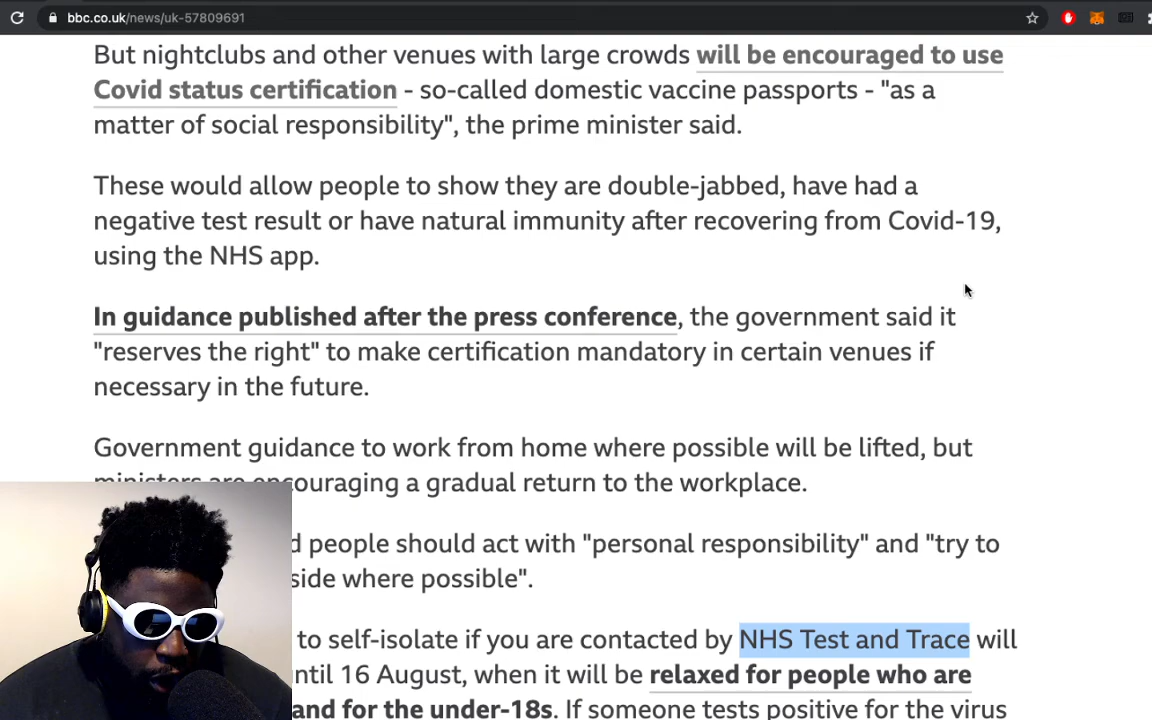 bbc.co.uk/news/uk-57809691
But nightclubs and other venues with large crowds will be encouraged to use
Covid status certification - so-called domestic vaccine passports - "as a
matter of social responsibility", the prime minister said.
These would allow people to show they are double-jabbed, have had a
negative test result or have natural immunity after recovering from Covid-19,
using the NHS app.
In guidance published after the press conference, the government said it
"reserves the right" to make certification mandatory in certain venues if
necessary in the future.
Government guidance to work from home where possible will be lifted, but
ministers are encouraging a gradual return to the workplace.
people should act with "personal responsibility" and "try to
where possible".
to self-isolate if you are contacted by NHS Test and Trace will
16 August, when it will be relaxed for people who are
and for the under-18s. If someone tests positive for the virus